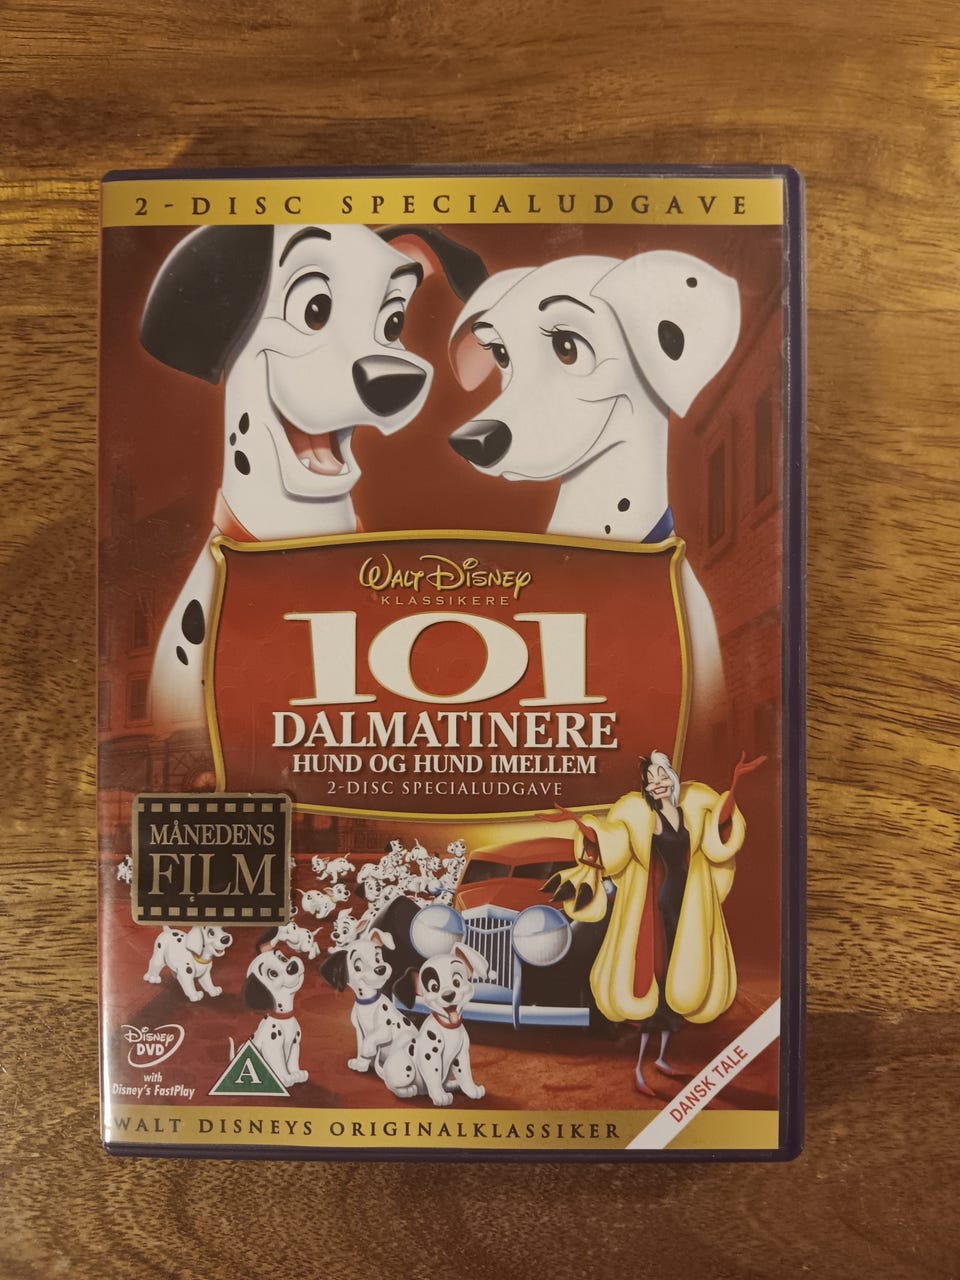 2-DISC SPECIALUDGAVE
WALT DISNEY
KLASSIKERE
101
DALMATINERE
HUND OG HUND IMELLEM
2-DISC SPECIALUDGAVE
MÅNEDENS
FILM
DISNEY
DVD
with
Disney's FastPlay
A
DANSK TALE
WALT DISNEYS ORIGINALKLASSIKER